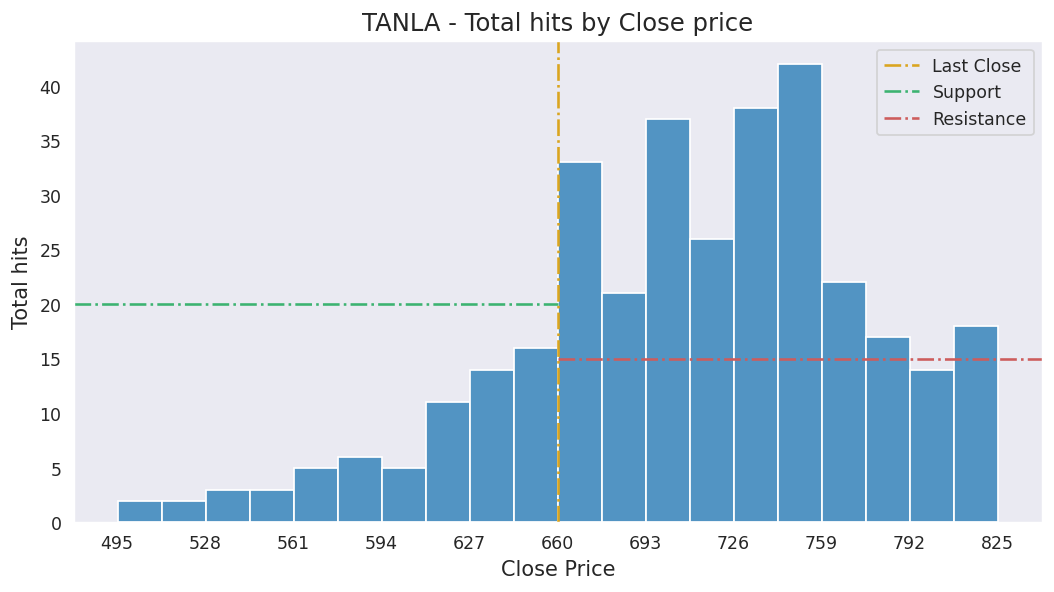 TANLA - Total hits by Close price
Last Close
Support
Resistance
Total hits
40
35
30
25
20
15
10
5
0
495 528 561 594 627 660 693 726 759 792 825
Close Price